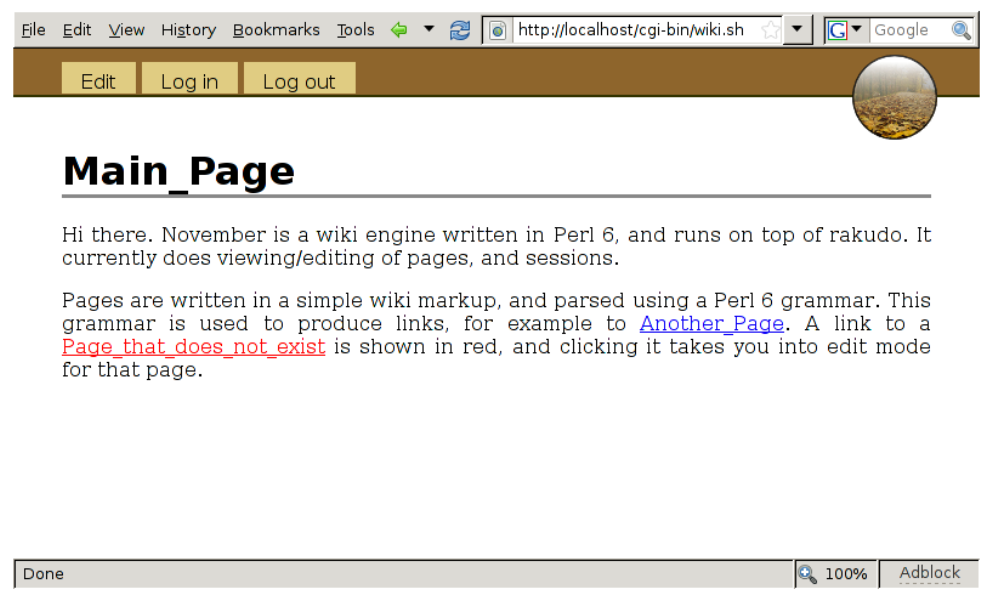 File Edit View History Bookmarks Tools http://localhost/cgi-bin/wiki.sh G Google
Edit Log in Log out
Main_Page
Hi there. November is a wiki engine written in Perl 6, and runs on top of rakudo. It
currently does viewing/editing of pages, and sessions.
Pages are written in a simple wiki markup, and parsed using a Perl 6 grammar. This
grammar is used to produce links, for example to Another_Page. A link to a
Page_that_does_not_exist is shown in red, and clicking it takes you into edit mode
for that page.
Done 100% Adblock